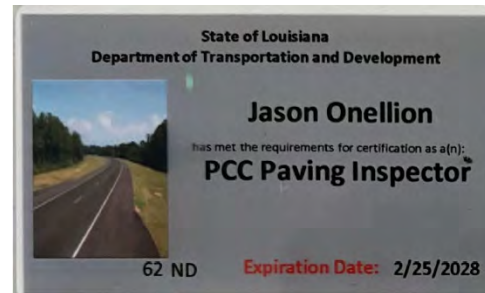 State of Louisiana
Department of Transportation and Development
Jason Onellion
has met the requirements for certification as a(n):
PCC Paving Inspector
62 ND Expiration Date: 2/25/2028